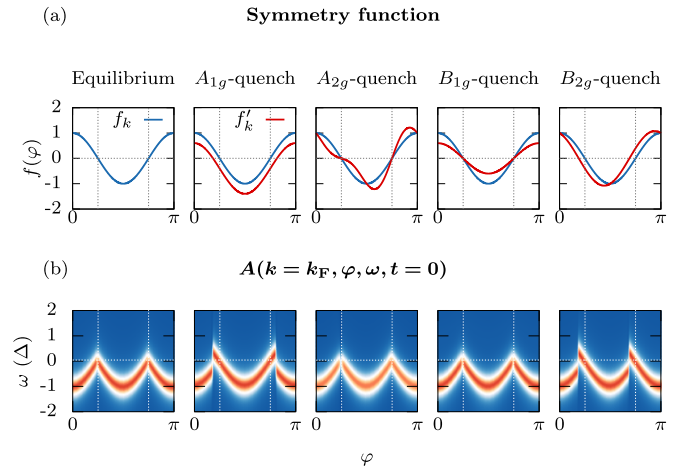 (a) Symmetry function
Equilibrium A1g-quench A2g-quench B1g-quench B2g-quench
f(φ)
2
1
0
-1
-2
fk
f′k
0 π 0 π 0 π 0 π 0 π
(b) A(k = kF, φ, ω, t = 0)
ω (Δ)
2
1
0
-1
-2
0 π 0 π 0 π 0 π 0 π
φ